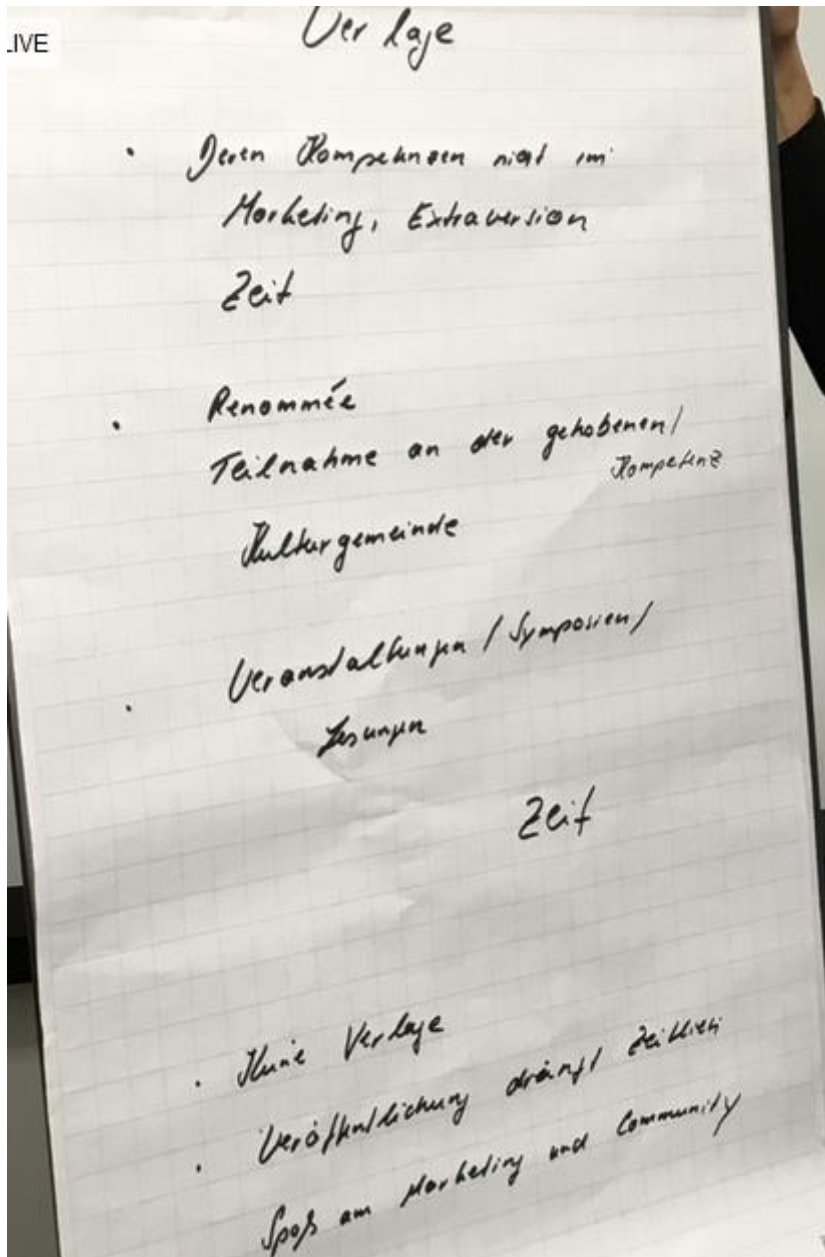 LIVE
Verlage
· Deren Kompetenzen nicht im
Marketing, Extraversion
Zeit
· Renommée
Teilnahme an der gehobenen/
Kompetenz
Kulturgemeinde
· Veranstaltungen / Symposien /
Lesungen
Zeit
· Keine Verlage
· Veröffentlichung drängt zeitlich
Spaß am Marketing und Community